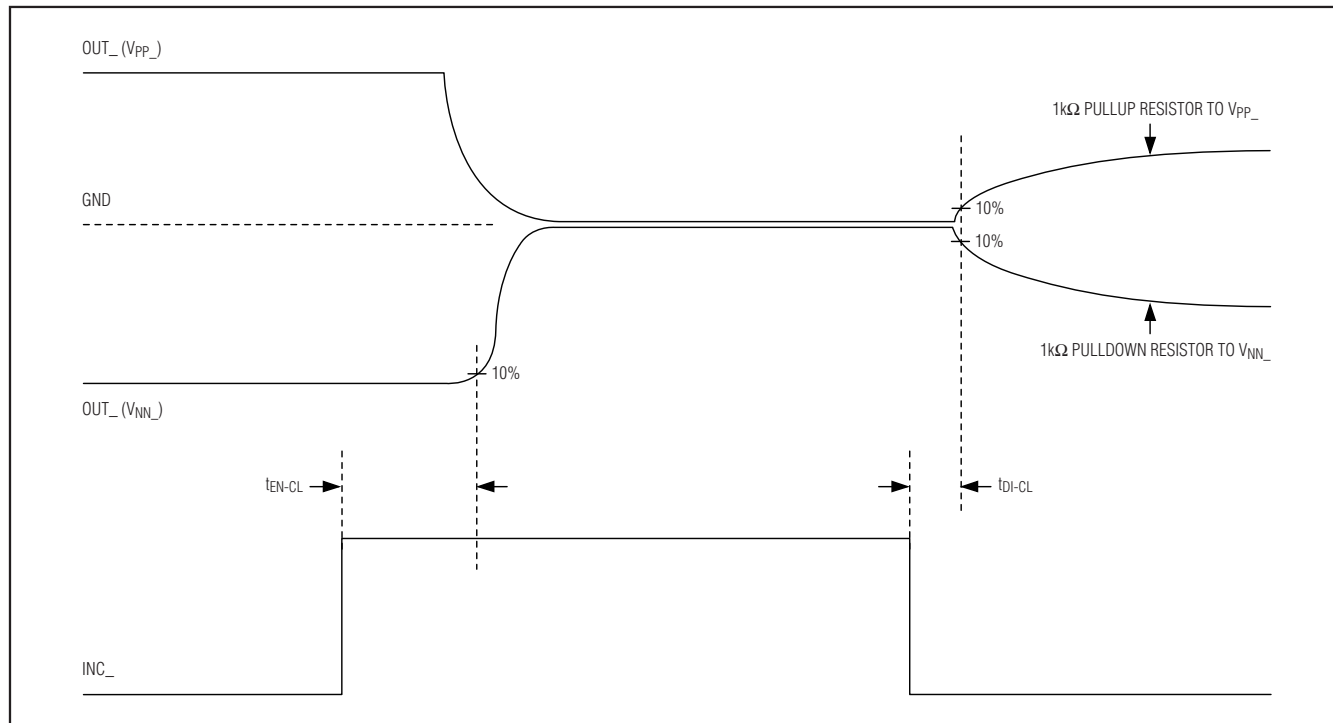 OUT_ (VPP_)
1kΩ PULLUP RESISTOR TO VPP_
GND
10%
10%
1kΩ PULLDOWN RESISTOR TO VNN_
10%
OUT_ (VNN_)
tEN-CL
tDI-CL
INC_